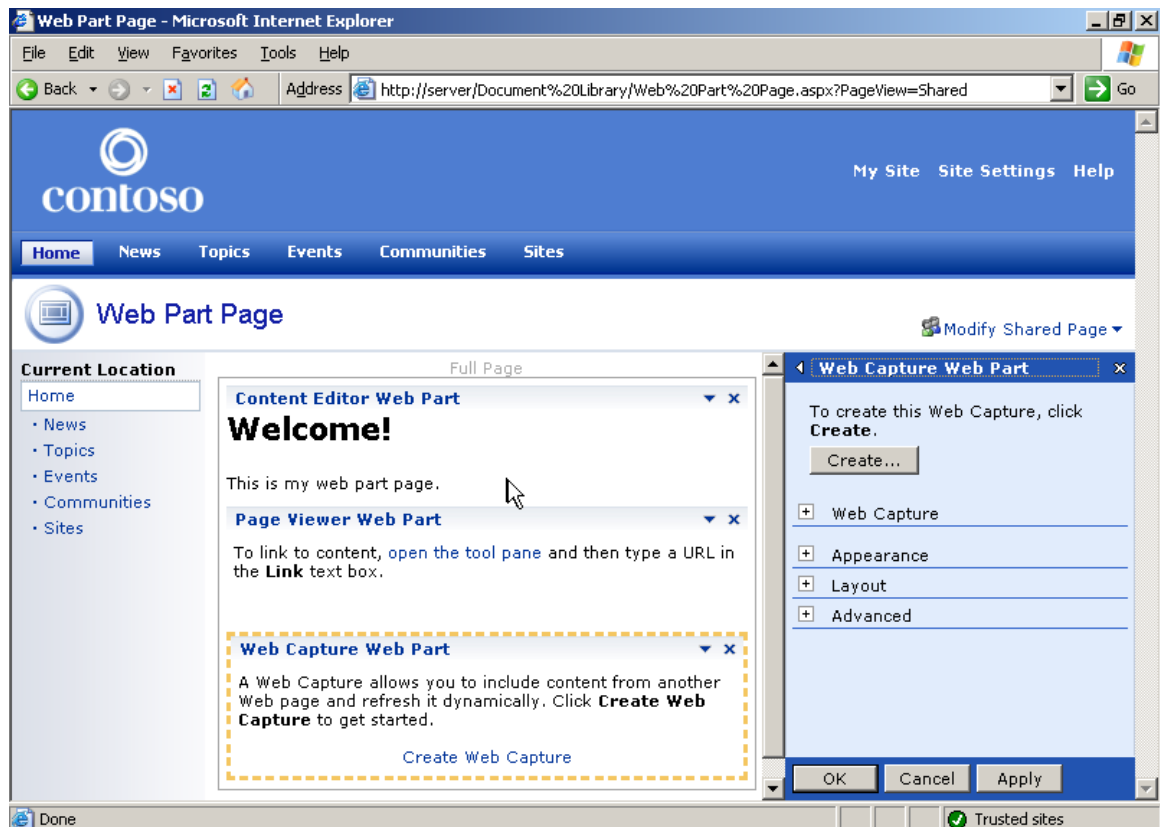 Web Part Page - Microsoft Internet Explorer
File Edit View Favorites Tools Help
Back Address http://server/Document%20Library/Web%20Part%20Page.aspx?PageView=Shared Go
contoso
My Site Site Settings Help
Home News Topics Events Communities Sites
Web Part Page
Modify Shared Page
Current Location
Home
News
Topics
Events
Communities
Sites
Full Page
Content Editor Web Part
Welcome!
This is my web part page.
Page Viewer Web Part
To link to content, open the tool pane and then type a URL in
the Link text box.
Web Capture Web Part
A Web Capture allows you to include content from another
Web page and refresh it dynamically. Click Create Web
Capture to get started.
Create Web Capture
Web Capture Web Part
To create this Web Capture, click
Create.
Create...
Web Capture
Appearance
Layout
Advanced
OK Cancel Apply
Done Trusted sites